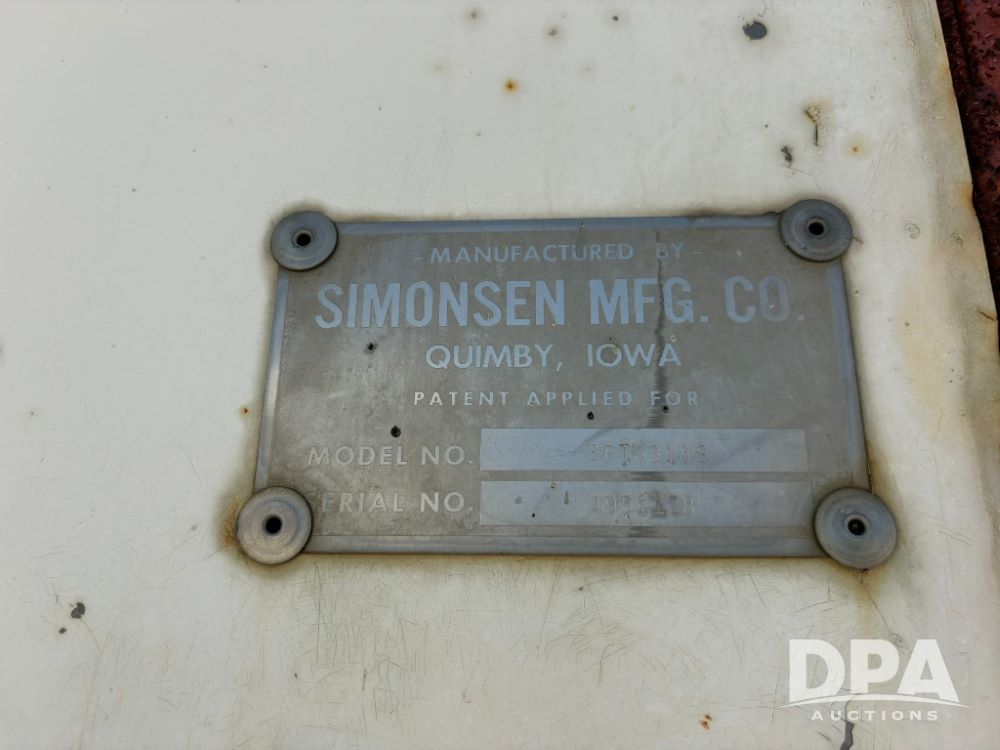 - MANUFACTURED BY -
SIMONSEN MFG. CO.
QUIMBY, IOWA
PATENT APPLIED FOR
MODEL NO.
SERIAL NO.
DPA
AUCTIONS